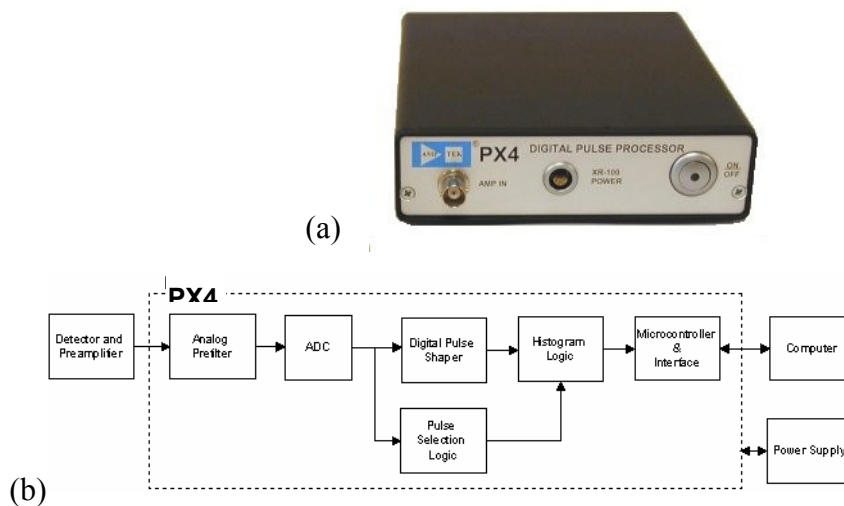 AMP TEK
®
PX4 DIGITAL PULSE PROCESSOR
AMP IN
XR-100
POWER
ON
OFF
(a)
PX4
Detector and
Preamplifier
Analog
Prefilter
ADC
Digital Pulse
Shaper
Histogram
Logic
Microcontroller
&
Interface
Computer
Pulse
Selection
Logic
Power Supply
(b)